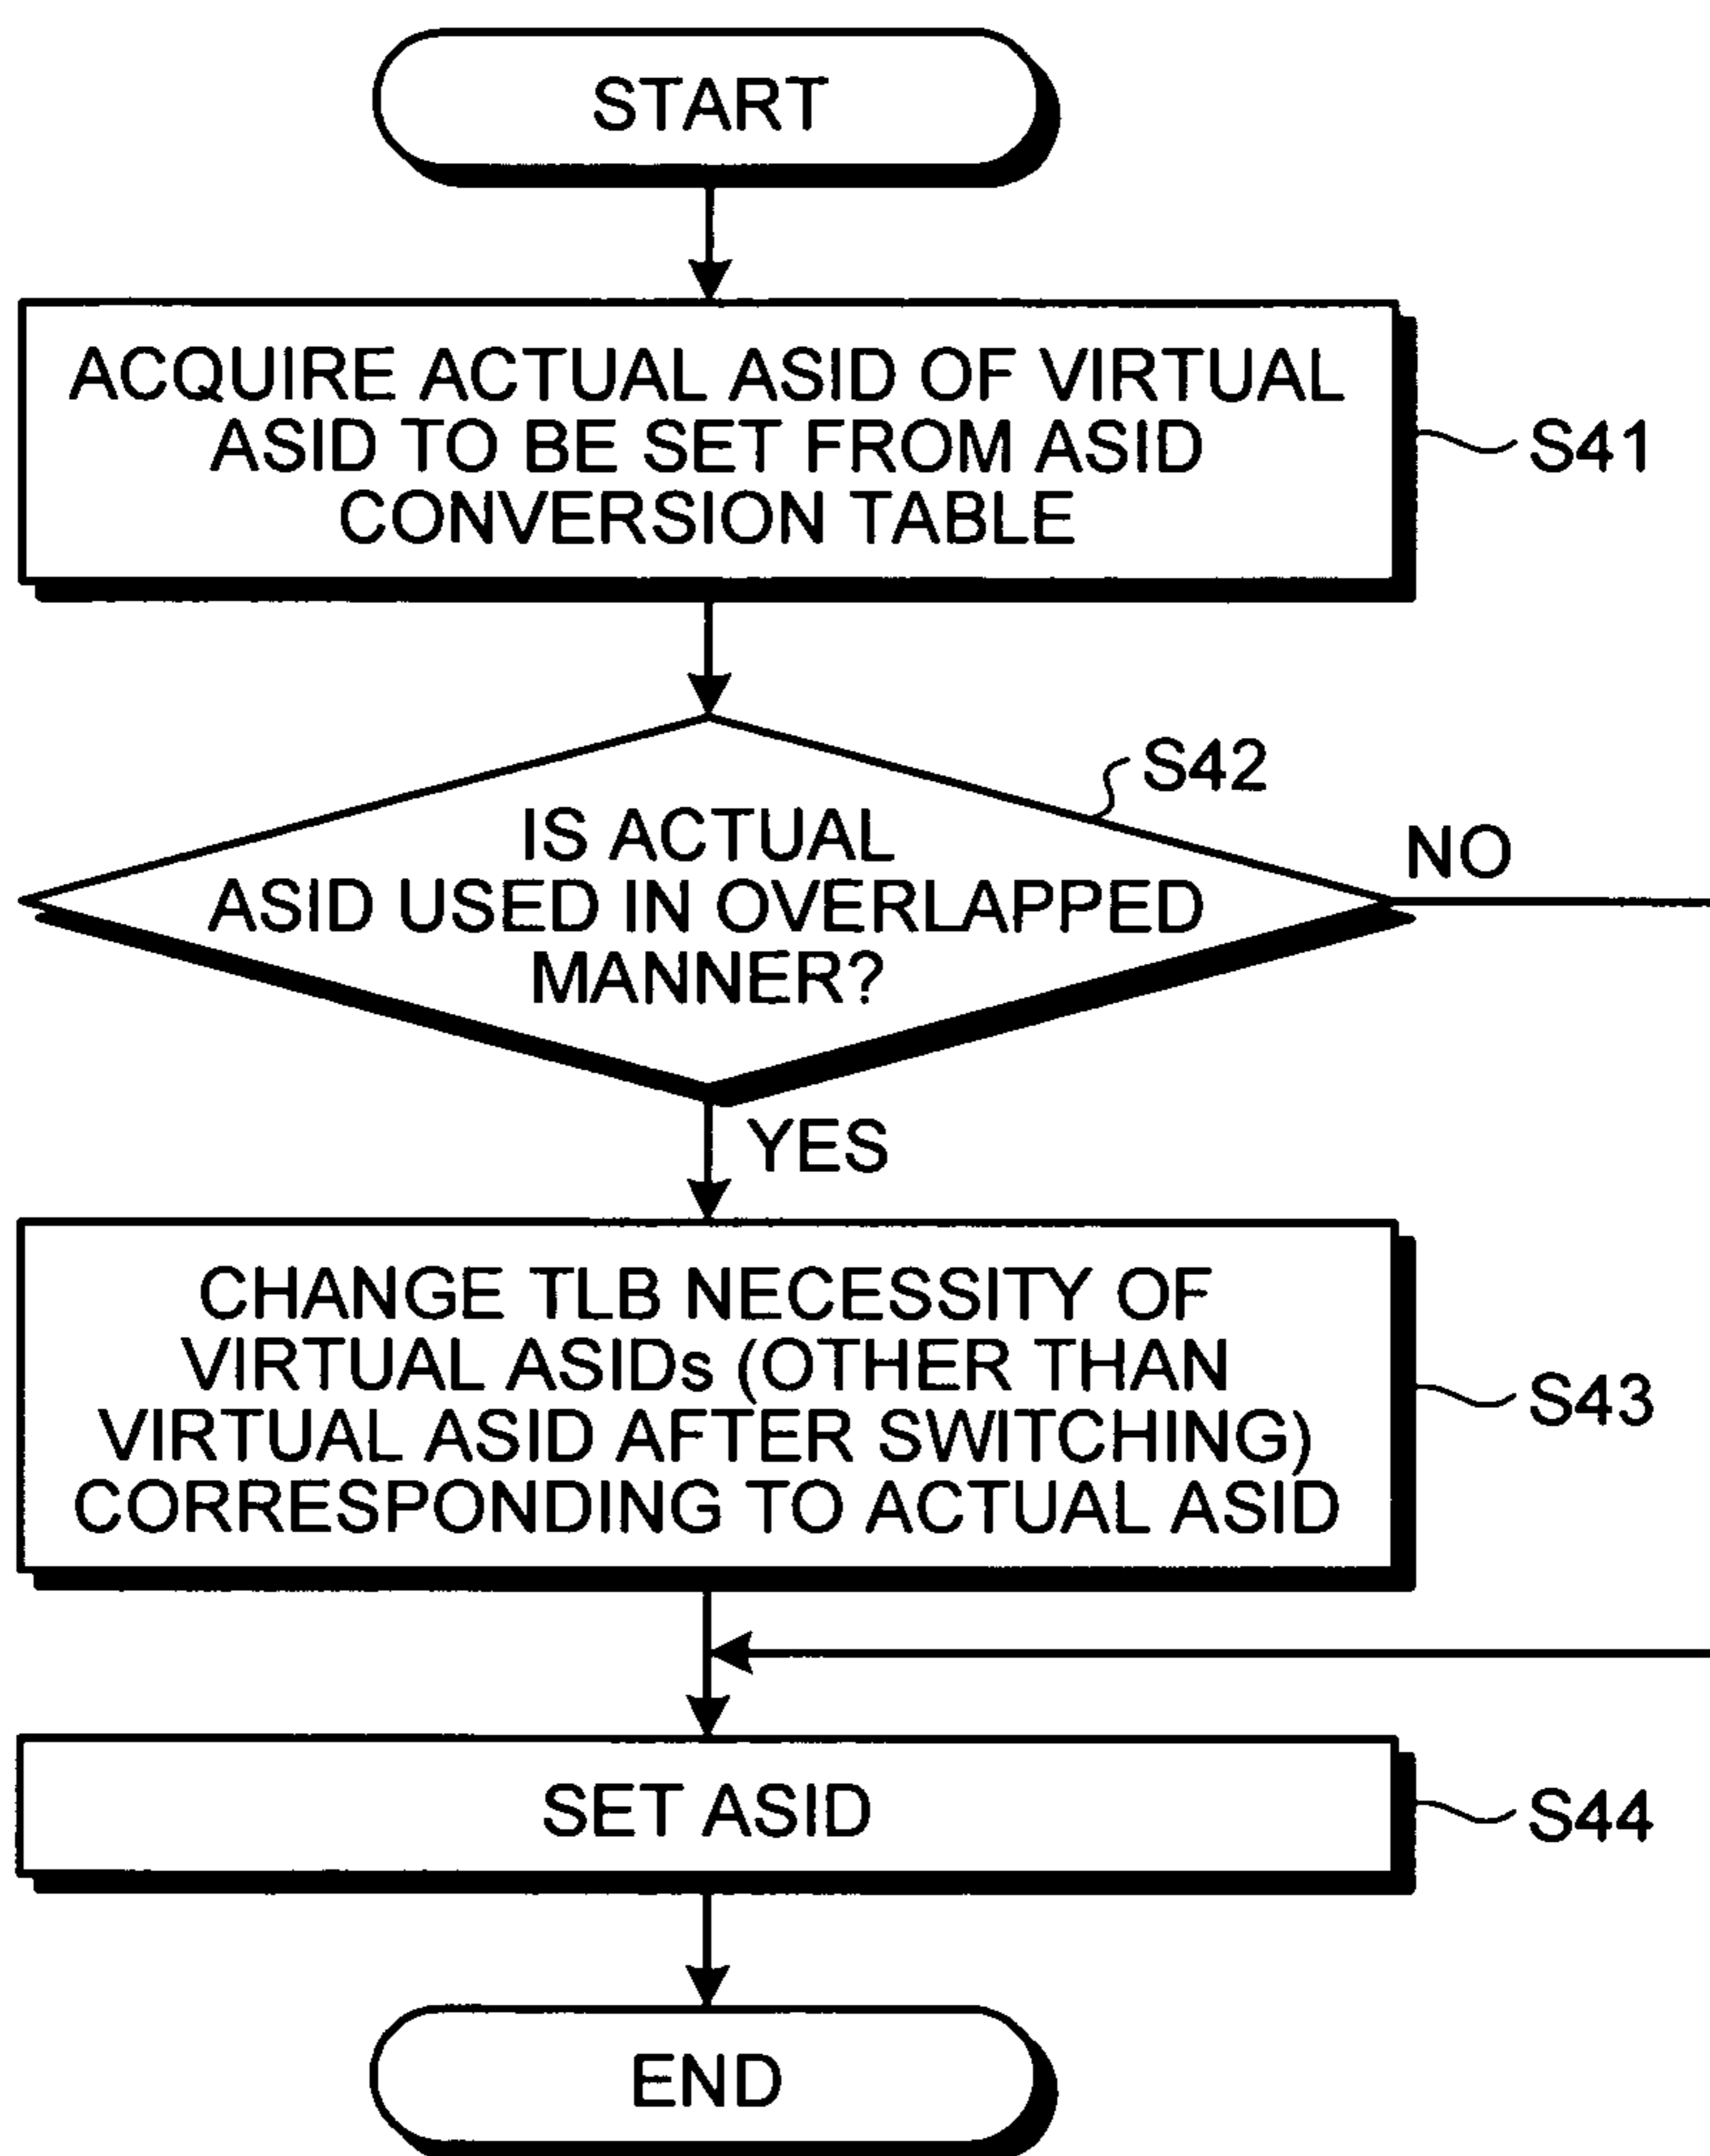 START
ACQUIRE ACTUAL ASID OF VIRTUAL
ASID TO BE SET FROM ASID
CONVERSION TABLE
S41
S42
IS ACTUAL
ASID USED IN OVERLAPPED
MANNER?
NO
YES
CHANGE TLB NECESSITY OF
VIRTUAL ASIDs (OTHER THAN
VIRTUAL ASID AFTER SWITCHING)
CORRESPONDING TO ACTUAL ASID
S43
SET ASID
S44
END